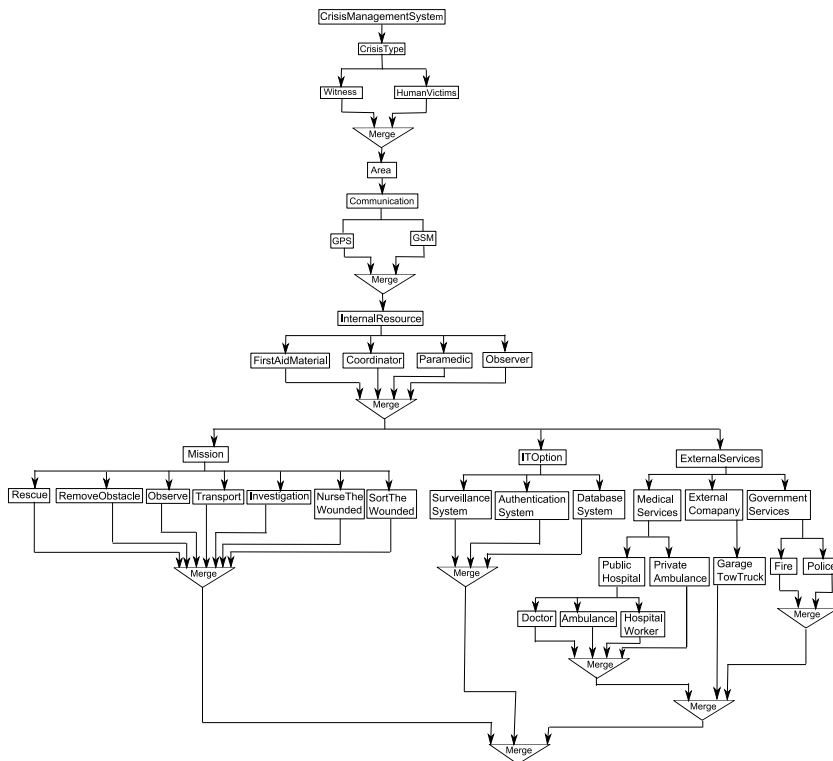 CrisisManagementSystem
CrisisType
Witness
HumanVictims
Merge
Area
Communication
GPS
GSM
Merge
InternalResource
FirstAidMaterial
Coordinator
Paramedic
Observer
Merge
Mission
ITOption
ExternalServices
Rescue
RemoveObstacle
Observe
Transport
Investigation
NurseThe
Wounded
SortThe
Wounded
Surveillance
System
Authentication
System
Database
System
Medical
Services
External
Comapany
Government
Services
Merge
Merge
Public
Hospital
Private
Ambulance
Garage
TowTruck
Fire
Police
Doctor
Ambulance
Hospital
Worker
Merge
Merge
Merge
Merge